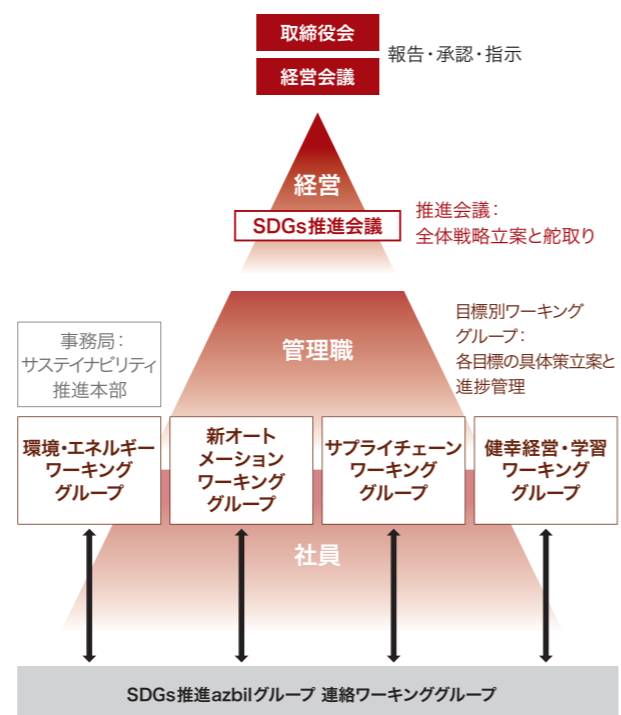 取締役会
経営会議
報告・承認・指示
経営
SDGs推進会議
推進会議：
全体戦略立案と舵取り
管理職
目標別ワーキング
グループ：
各目標の具体策立案と
進捗管理
事務局：
サステイナビリティ
推進本部
環境・エネルギー
ワーキング
グループ
新オート
メーション
ワーキング
グループ
サプライチェーン
ワーキング
グループ
健幸経営・学習
ワーキング
グループ
社員
SDGs推進azbilグループ 連絡ワーキンググループ